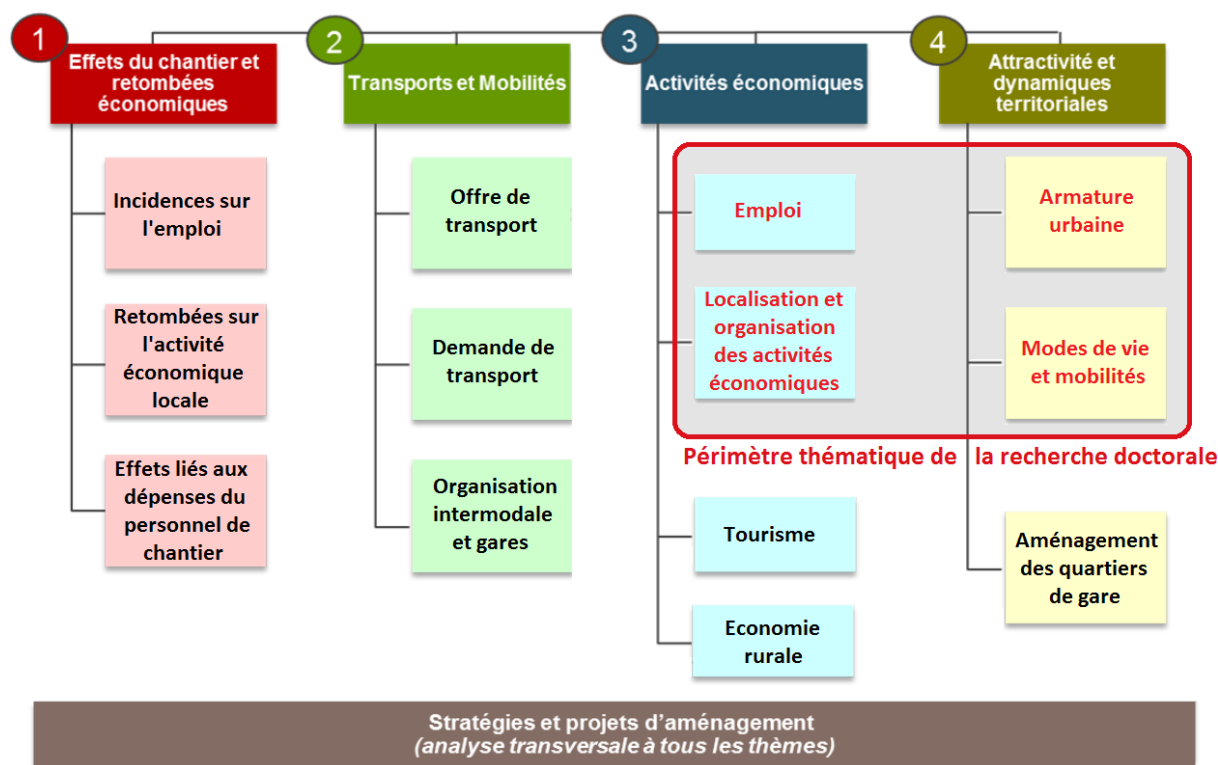 1
Effets du chantier et
retombées
économiques
Incidences sur
l'emploi
Retombées sur
l'activité
économique
locale
Effets liés aux
dépenses du
personnel de
chantier
2
Transports et Mobilités
Offre de
transport
Demande de
transport
Organisation
intermodale
et gares
3
Activités économiques
Emploi
Localisation et
organisation
des activités
économiques
Tourisme
Economie
rurale
4
Attractivité et
dynamiques
territoriales
Armature
urbaine
Modes de vie
et mobilités
Périmètre thématique de la recherche doctorale
Aménagement
des quartiers
de gare
Stratégies et projets d’aménagement
(analyse transversale à tous les thèmes)